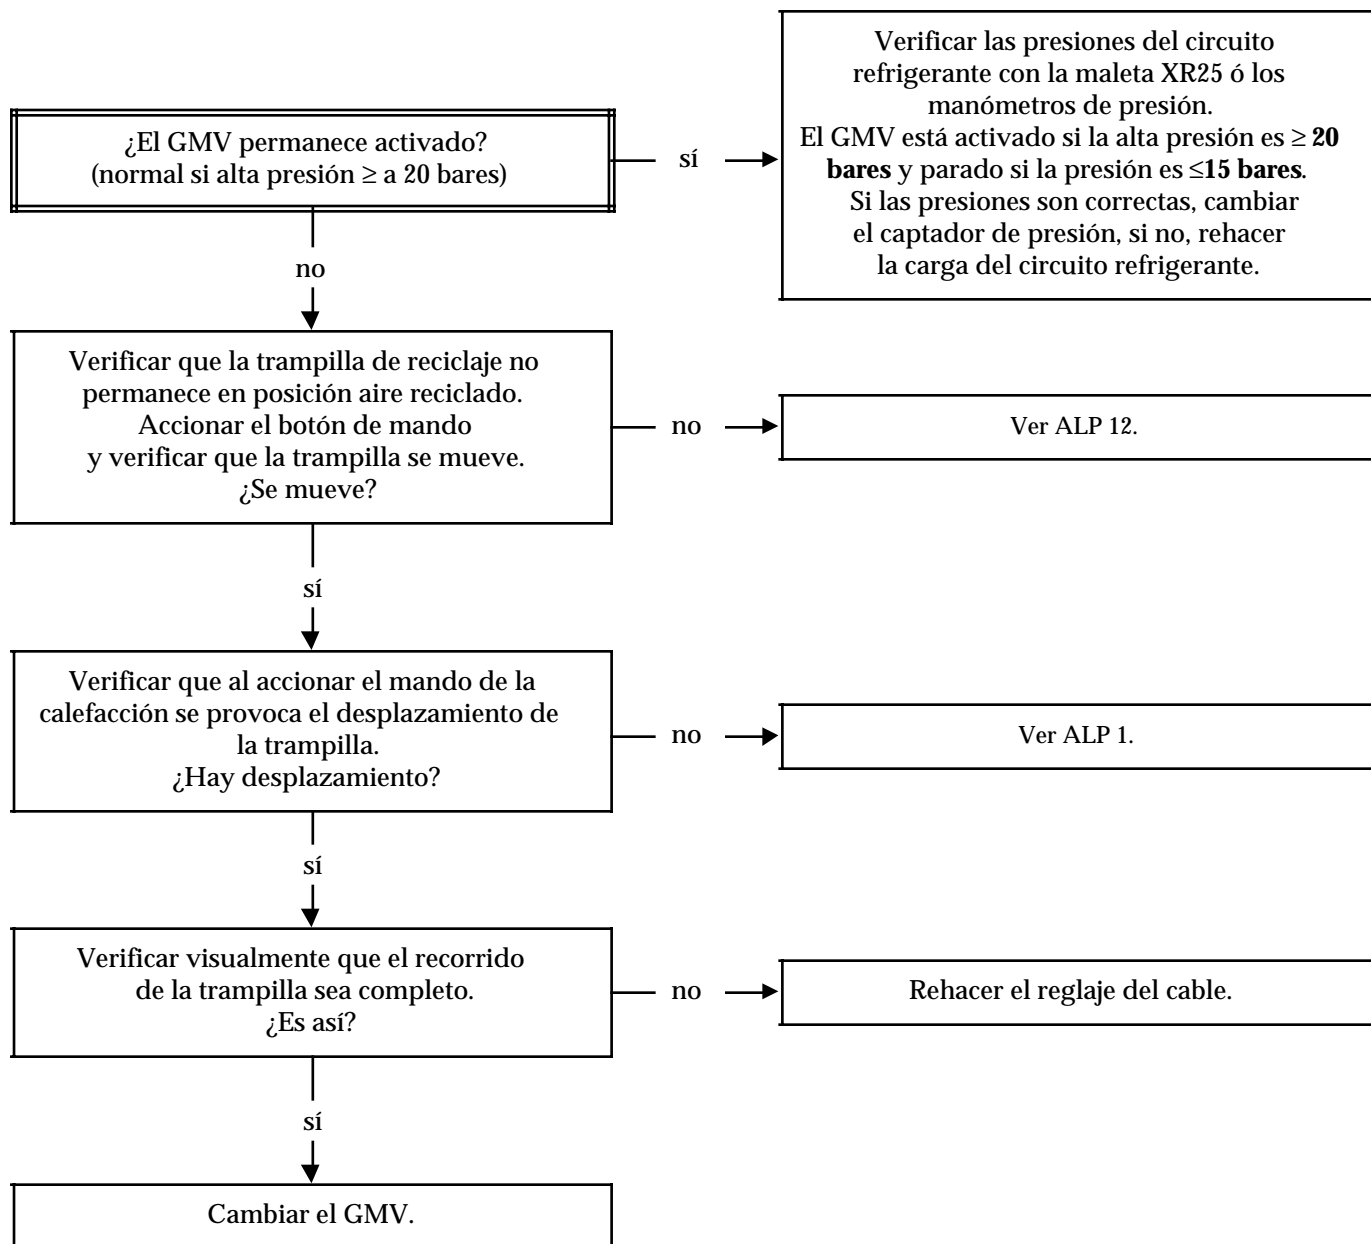 ¿El GMV permanece activado?
(normal si alta presión ≥ a 20 bares)
sí
Verificar las presiones del circuito
refrigerante con la maleta XR25 ó los
manómetros de presión.
El GMV está activado si la alta presión es ≥ 20
bares y parado si la presión es ≤15 bares.
Si las presiones son correctas, cambiar
el captador de presión, si no, rehacer
la carga del circuito refrigerante.
no
Verificar que la trampilla de reciclaje no
permanece en posición aire reciclado.
Accionar el botón de mando
y verificar que la trampilla se mueve.
¿Se mueve?
no
Ver ALP 12.
sí
Verificar que al accionar el mando de la
calefacción se provoca el desplazamiento de
la trampilla.
¿Hay desplazamiento?
no
Ver ALP 1.
sí
Verificar visualmente que el recorrido
de la trampilla sea completo.
¿Es así?
no
Rehacer el reglaje del cable.
sí
Cambiar el GMV.